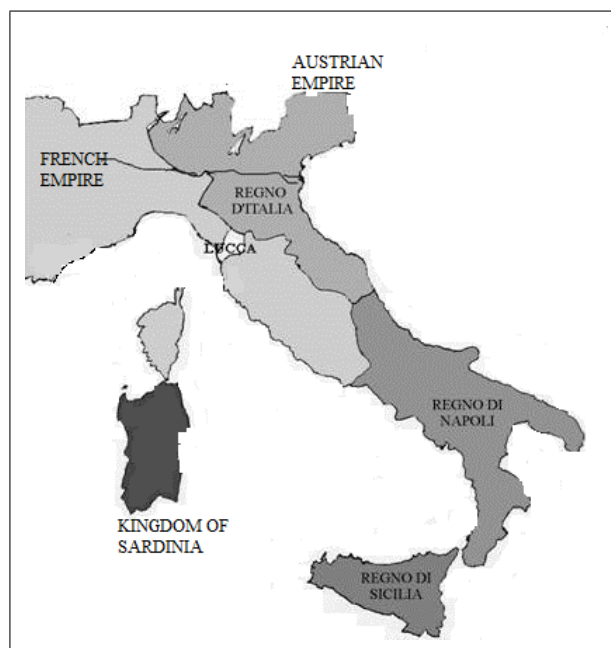 AUSTRIAN
EMPIRE
FRENCH
EMPIRE
REGNO
D'ITALIA
LUCCA
REGNO DI
NAPOLI
KINGDOM OF
SARDINIA
REGNO DI
SICILIA